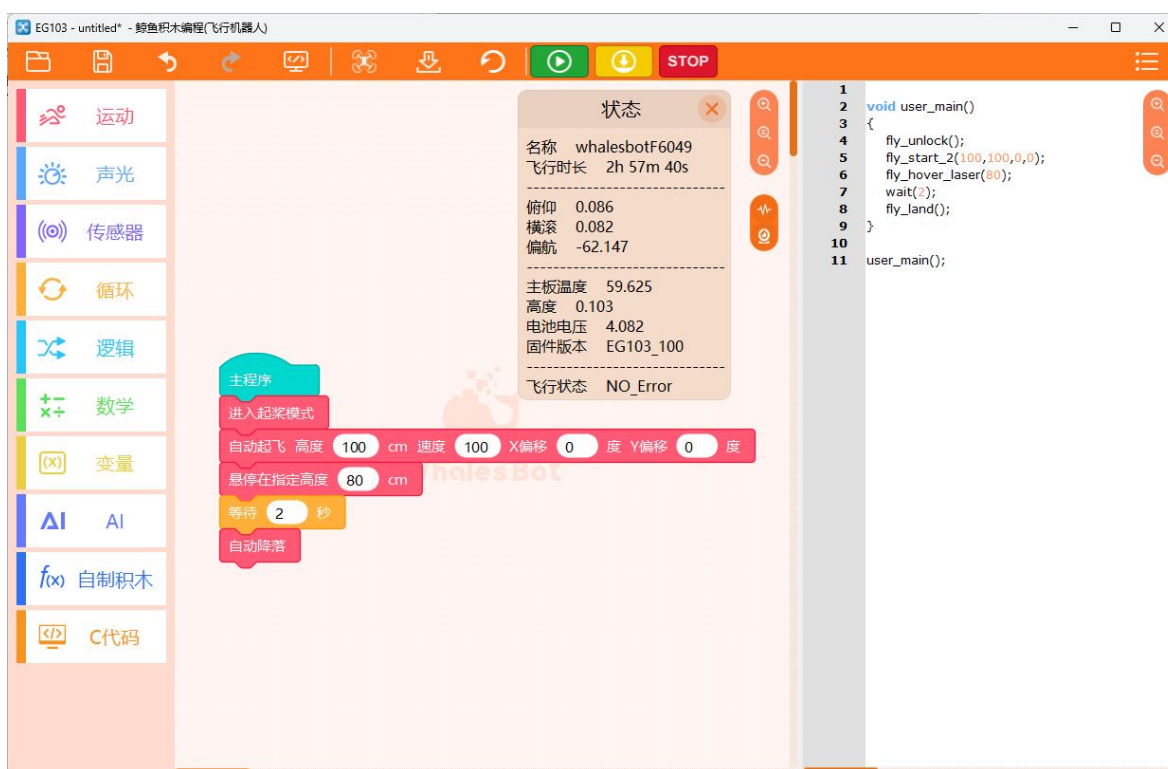 EG103 - untitled* - 鲸鱼积木编程(飞行机器人)
STOP
运动
声光
传感器
循环
逻辑
数学
变量
AI AI
f(x) 自制积木
C代码
状态
名称 whalesbotF6049
飞行时长 2h 57m 40s
------------------------------
俯仰 0.086
横滚 0.082
偏航 -62.147
------------------------------
主板温度 59.625
高度 0.103
电池电压 4.082
固件版本 EG103_100
------------------------------
飞行状态 NO_Error
主程序
进入起桨模式
自动起飞 高度 100 cm 速度 100 X偏移 0 度 Y偏移 0 度
悬停在指定高度 80 cm
WhalesBot
等待 2 秒
自动降落
1
2 void user_main()
3 {
4 fly_unlock();
5 fly_start_2(100,100,0,0);
6 fly_hover_laser(80);
7 wait(2);
8 fly_land();
9 }
10
11 user_main();